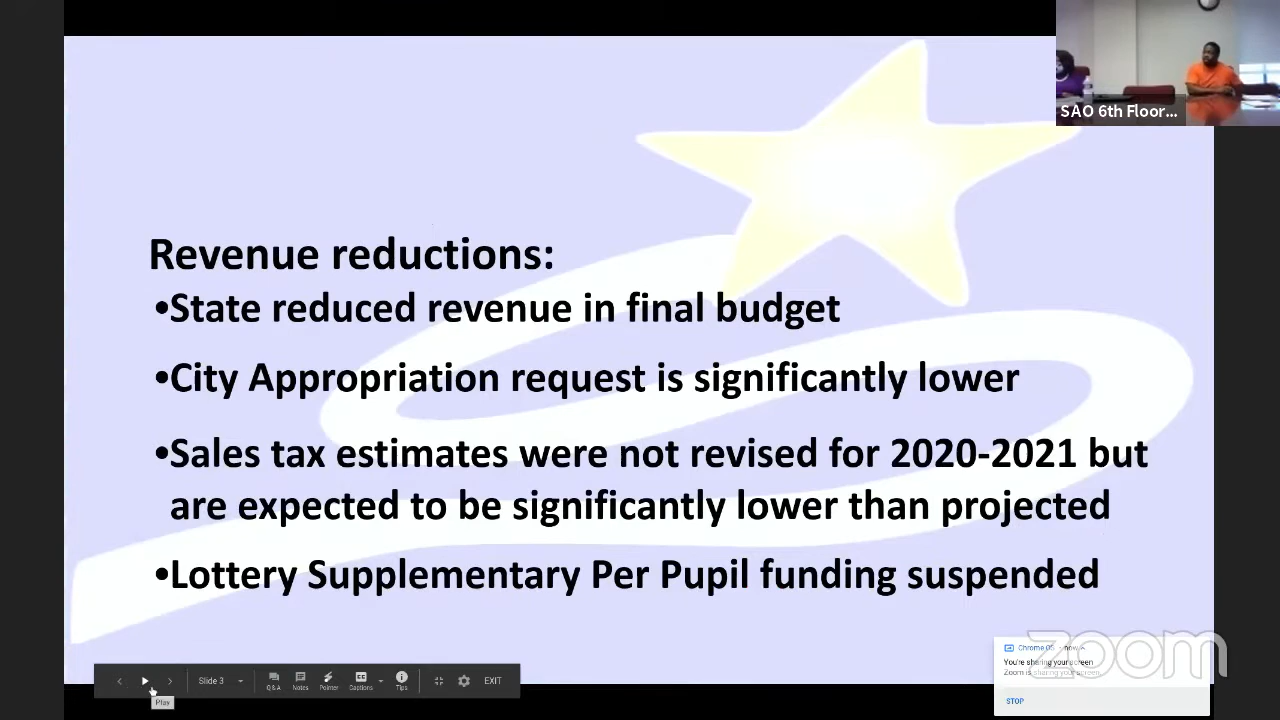 SAO 6th Floor...
Revenue reductions:
•State reduced revenue in final budget
•City Appropriation request is significantly lower
•Sales tax estimates were not revised for 2020-2021 but
are expected to be significantly lower than projected
•Lottery Supplementary Per Pupil funding suspended
Slide 3
Q&A
Notes
Pointer
Captions
Tips
EXIT
Play
Chrome OS • now
You're sharing your screen
Zoom is sharing your screen.
STOP
zoom